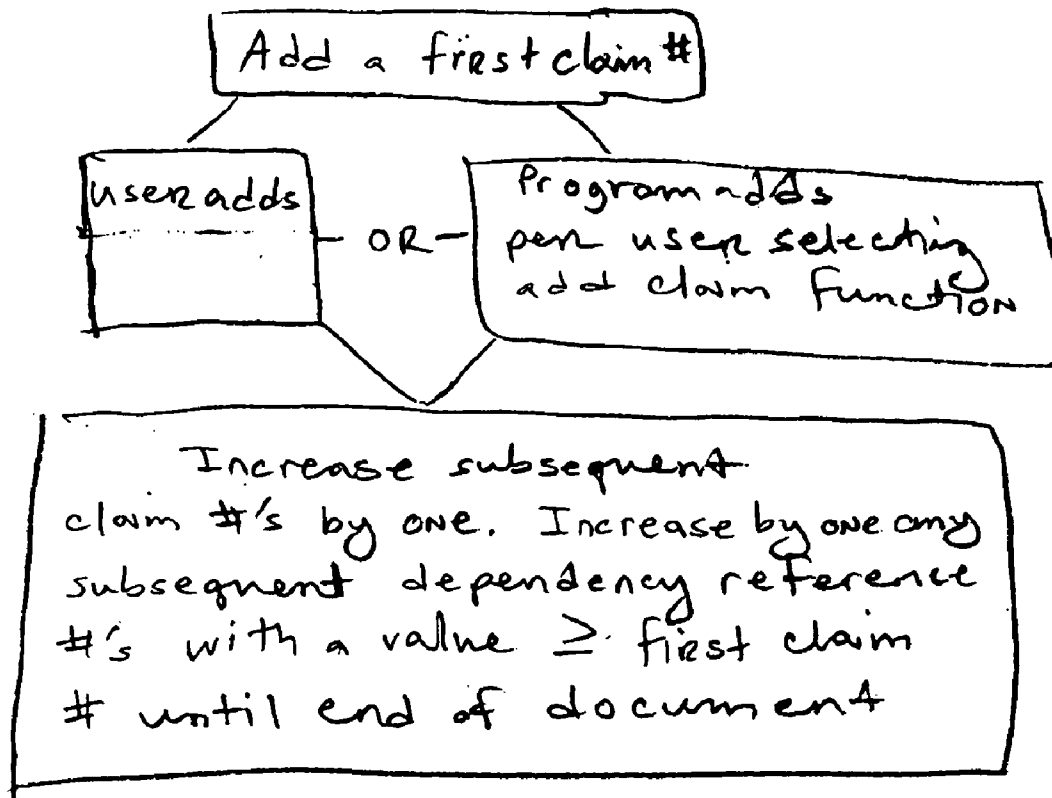 Add a first claim #
user adds
- OR -
Program adds
per user selecting
add claim function
Increase subsequent
claim #'s by one. Increase by one any
subsequent dependency reference
#'s with a value ≥ first claim
# until end of document